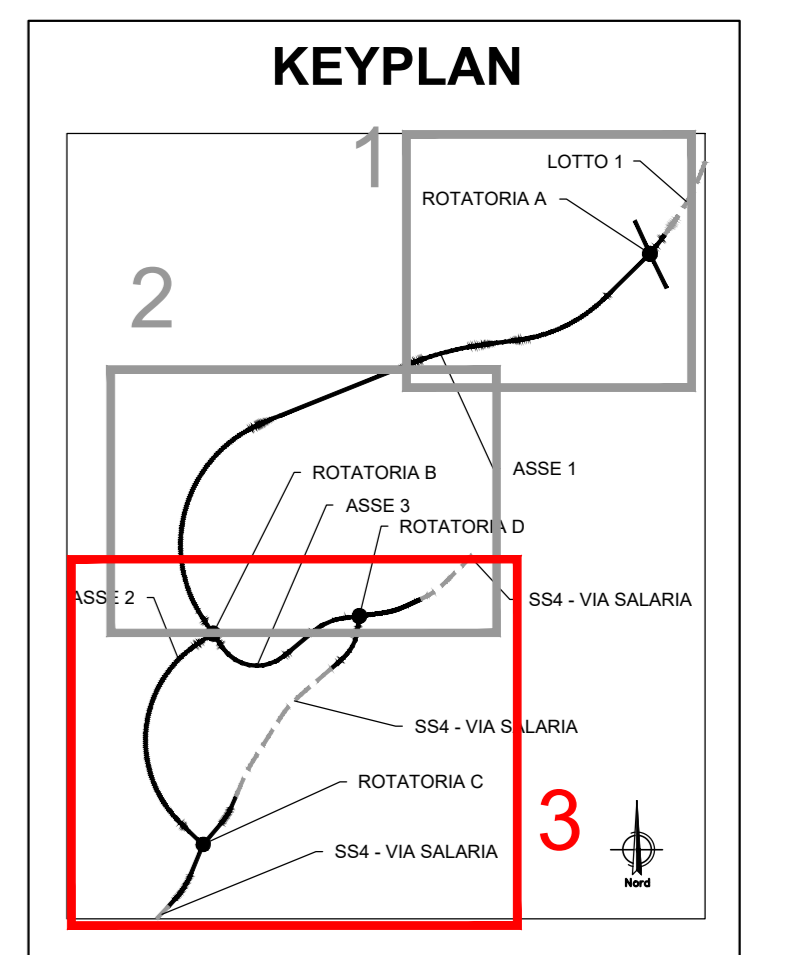 KEYPLAN
1
LOTTO 1
ROTATORIA A
2
ASSE 1
ROTATORIA B
ASSE 3
ROTATORIA D
ASSE 2
SS4 - VIA SALARIA
SS4 - VIA SALARIA
ROTATORIA C
3
SS4 - VIA SALARIA
Nord